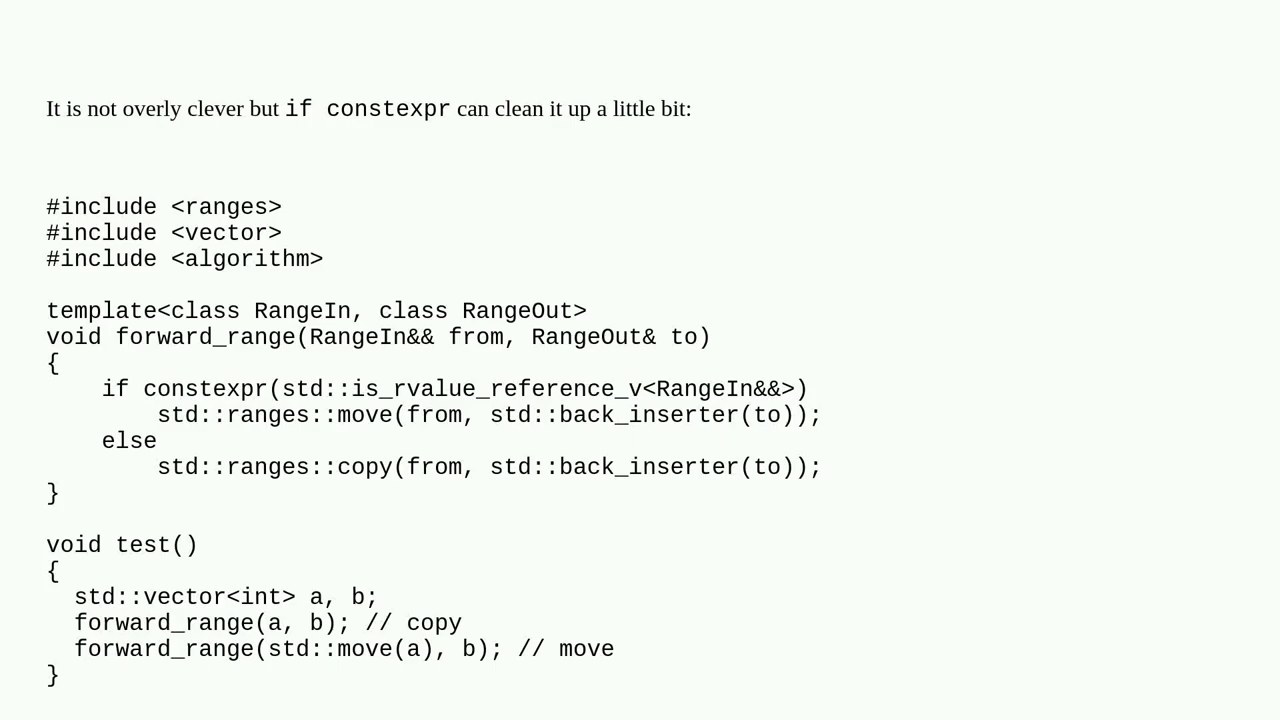 It is not overly clever but if constexpr can clean it up a little bit:
#include <ranges>
#include <vector>
#include <algorithm>
template<class RangeIn, class RangeOut>
void forward_range(RangeIn&& from, RangeOut& to)
{
    if constexpr(std::is_rvalue_reference_v<RangeIn&&>)
        std::ranges::move(from, std::back_inserter(to));
    else
        std::ranges::copy(from, std::back_inserter(to));
}
void test()
{
  std::vector<int> a, b;
  forward_range(a, b); // copy
  forward_range(std::move(a), b); // move
}